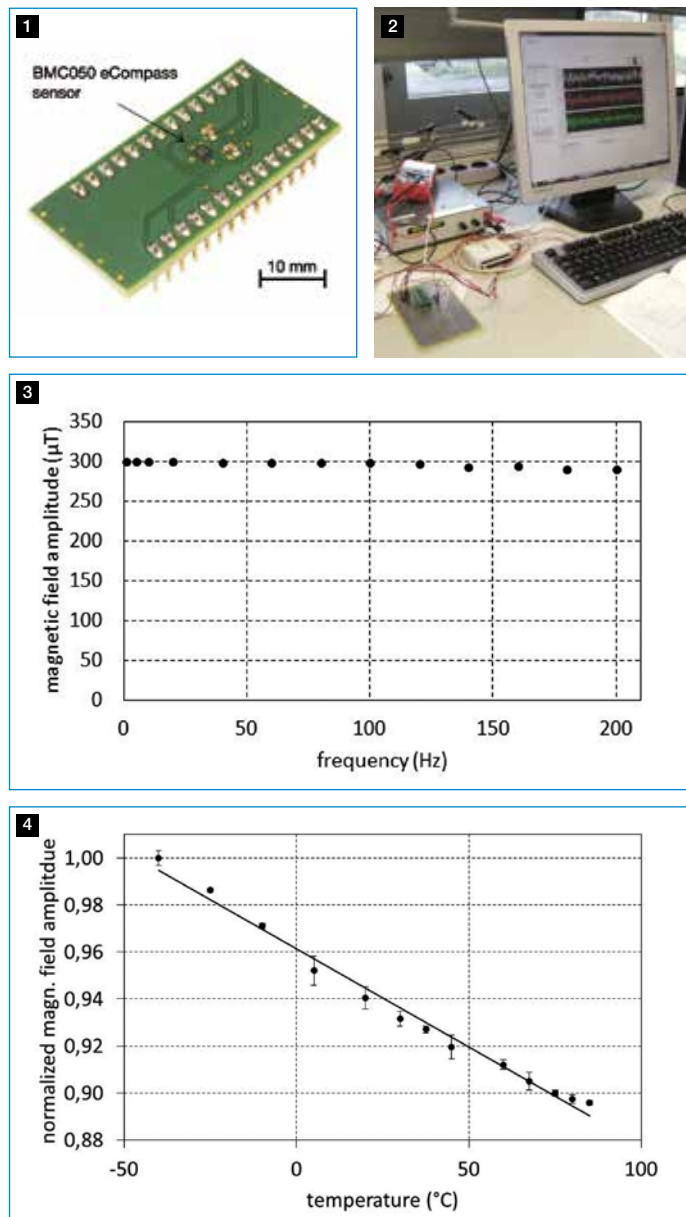 1
BMC050 eCompass
sensor
10 mm
2
3
magnetic field amplitude (µT)
350
300
250
200
150
100
50
0
0 50 100 150 200
frequency (Hz)
4
normalized magn. field amplitdue
1,00
0,98
0,96
0,94
0,92
0,90
0,88
-50 0 50 100
temperature (°C)